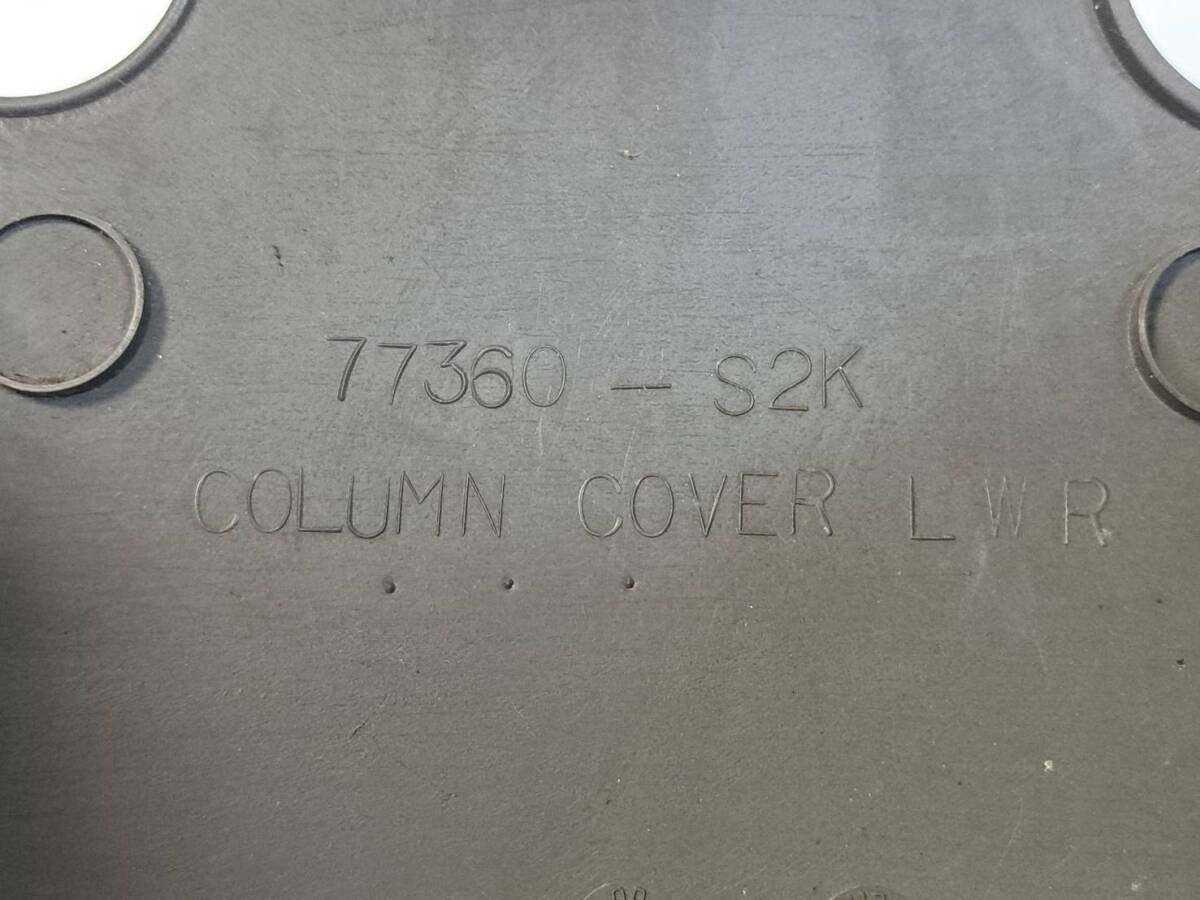 77360 - S2K
COLUMN COVER LWR